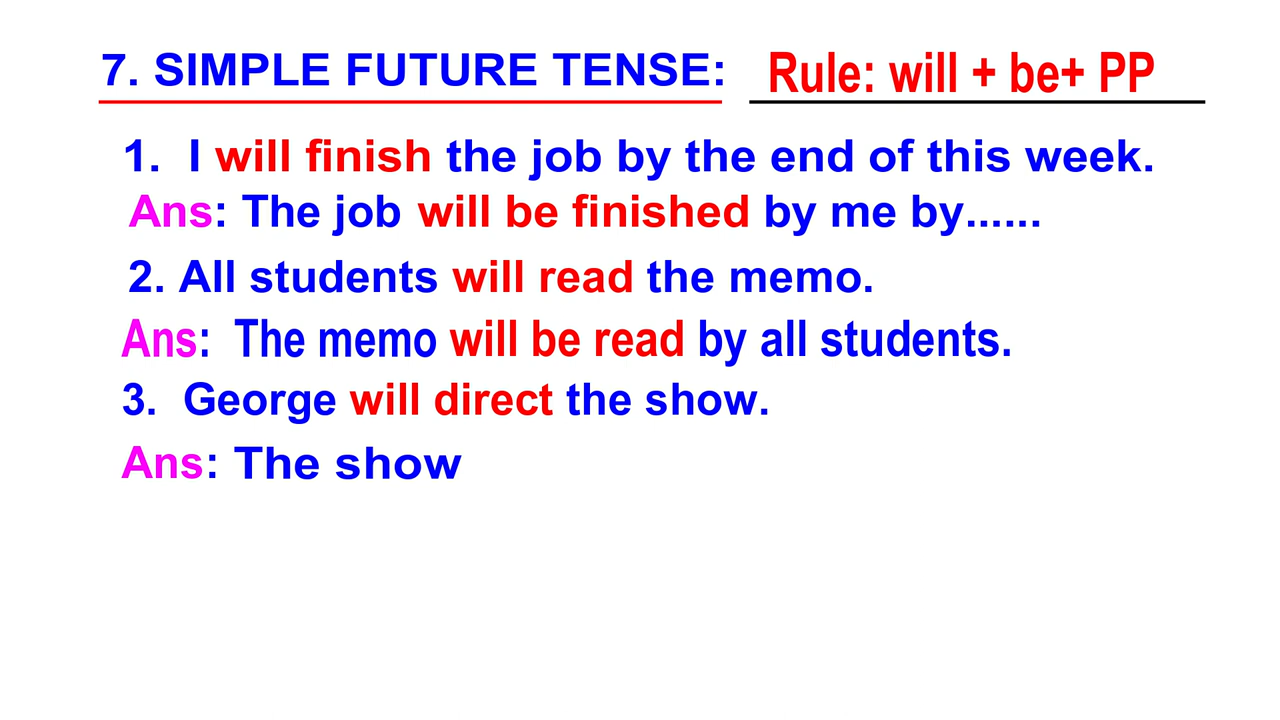 7. SIMPLE FUTURE TENSE: Rule: will + be+ PP
1. I will finish the job by the end of this week.
Ans: The job will be finished by me by......
2. All students will read the memo.
Ans: The memo will be read by all students.
3. George will direct the show.
Ans: The show